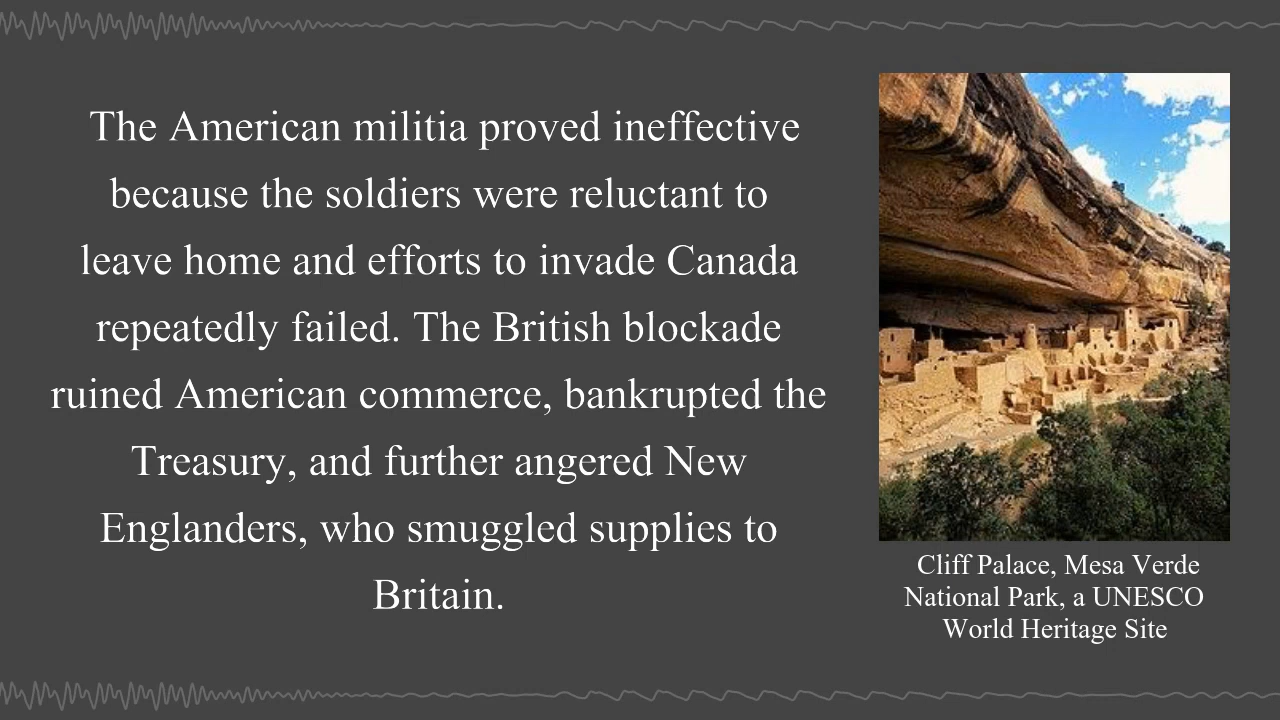 The American militia proved ineffective
because the soldiers were reluctant to
leave home and efforts to invade Canada
repeatedly failed. The British blockade
ruined American commerce, bankrupted the
Treasury, and further angered New
Englanders, who smuggled supplies to
Britain.
Cliff Palace, Mesa Verde
National Park, a UNESCO
World Heritage Site